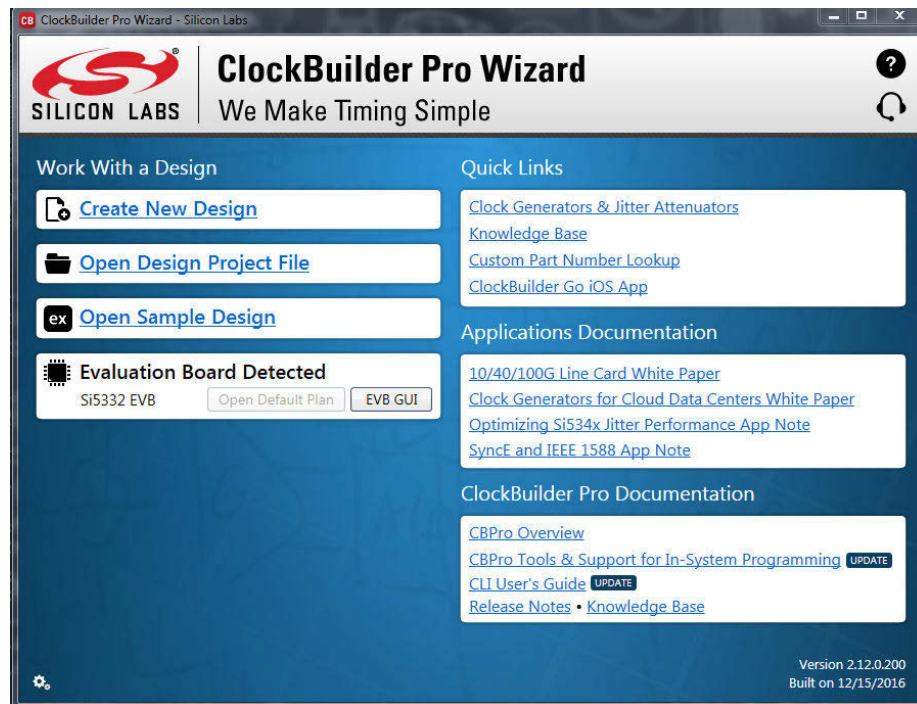 CB ClockBuilder Pro Wizard - Silicon Labs
SILICON LABS
®
ClockBuilder Pro Wizard
We Make Timing Simple
?
Work With a Design
Create New Design
Open Design Project File
ex Open Sample Design
Evaluation Board Detected
Si5332 EVB Open Default Plan EVB GUI
Quick Links
Clock Generators & Jitter Attenuators
Knowledge Base
Custom Part Number Lookup
ClockBuilder Go iOS App
Applications Documentation
10/40/100G Line Card White Paper
Clock Generators for Cloud Data Centers White Paper
Optimizing Si534x Jitter Performance App Note
SyncE and IEEE 1588 App Note
ClockBuilder Pro Documentation
CBPro Overview
CBPro Tools & Support for In-System Programming UPDATE
CLI User's Guide UPDATE
Release Notes • Knowledge Base
Version 2.12.0.200
Built on 12/15/2016